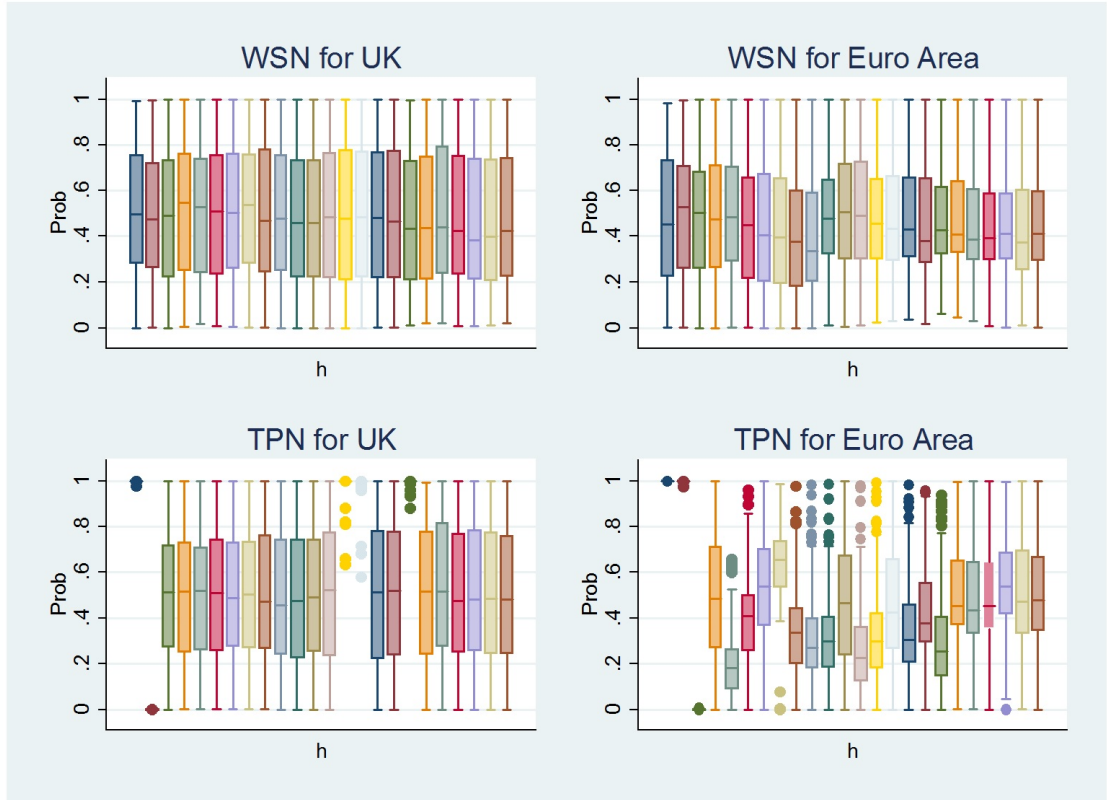 WSN for UK
Prob
0
.2
.4
.6
.8
1
h
WSN for Euro Area
Prob
0
.2
.4
.6
.8
1
h
TPN for UK
Prob
0
.2
.4
.6
.8
1
h
TPN for Euro Area
Prob
0
.2
.4
.6
.8
1
h